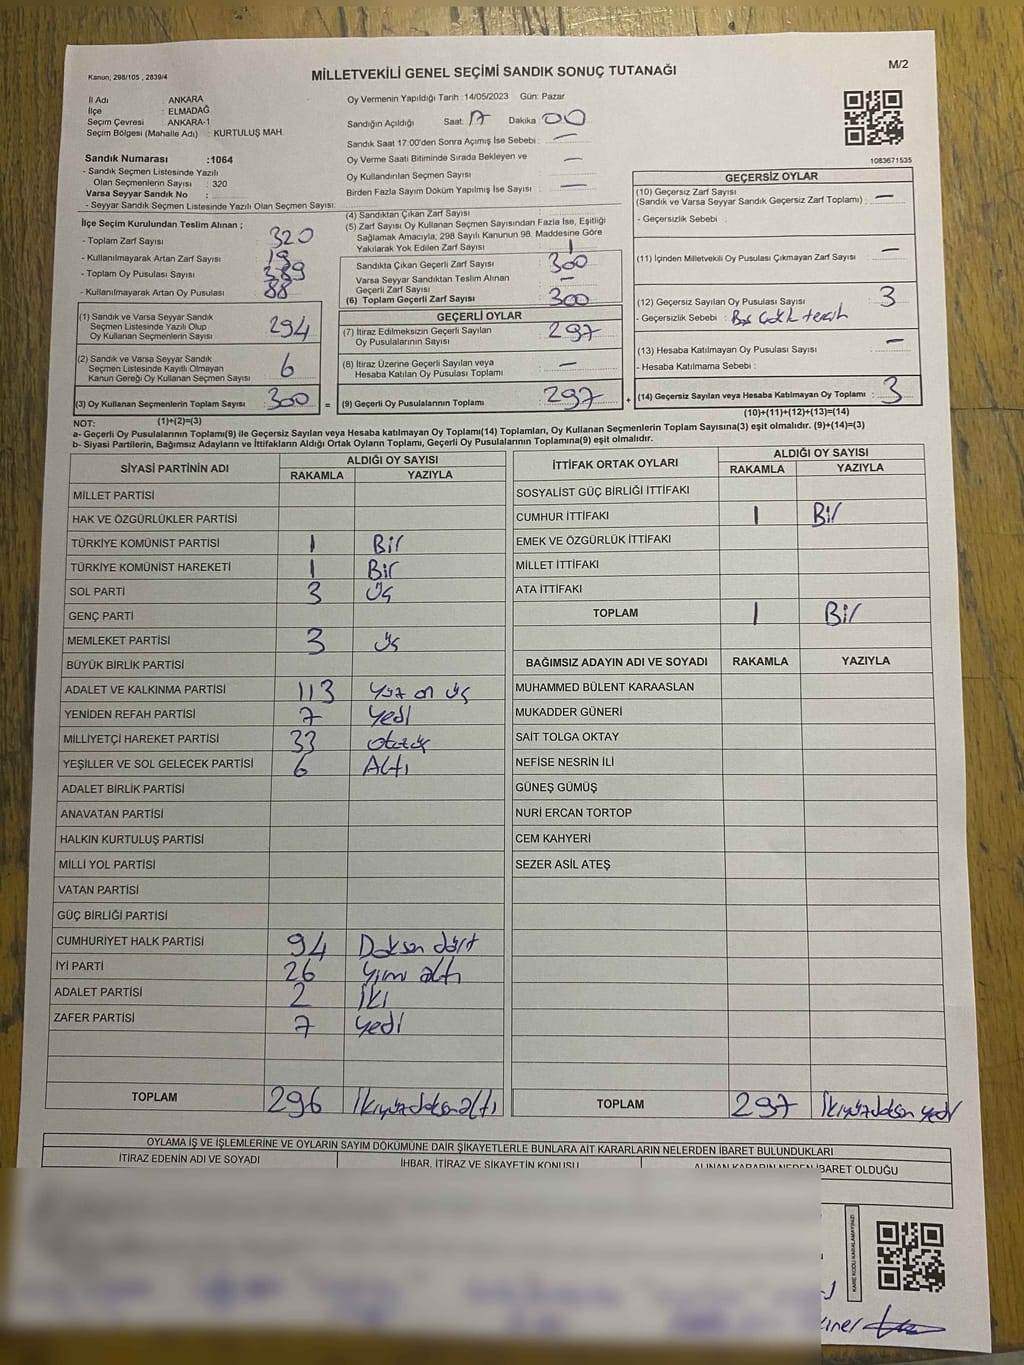 Kanun; 298/105 , 2839/4
MİLLETVEKİLİ GENEL SEÇİMİ SANDIK SONUÇ TUTANAĞI
M/2
İl Adı : ANKARA
İlçe : ELMADAĞ
Seçim Çevresi : ANKARA-1
Seçim Bölgesi (Mahalle Adı) : KURTULUŞ MAH.
Sandık Numarası :1064
- Sandık Seçmen Listesinde Yazılı
Olan Seçmenlerin Sayısı : 320
Varsa Seyyar Sandık No :
- Seyyar Sandık Seçmen Listesinde Yazılı Olan Seçmen Sayısı:
Oy Vermenin Yapıldığı Tarih :14/05/2023 Gün: Pazar
Sandığın Açıldığı Saat: 17 Dakika : 00
Sandık Saat 17:00'den Sonra Açımış İse Sebebi : —
Oy Verme Saati Bitiminde Sırada Bekleyen ve
Oy Kullandırılan Seçmen Sayısı : —
Birden Fazla Sayım Döküm Yapılmış İse Sayısı : —
1083671535
İlçe Seçim Kurulundan Teslim Alınan ;
- Toplam Zarf Sayısı : 320
- Kullanılmayarak Artan Zarf Sayısı : 19
- Toplam Oy Pusulası Sayısı : 389
- Kullanılmayarak Artan Oy Pusulası : 88
(1) Sandık ve Varsa Seyyar Sandık
Seçmen Listesinde Yazılı Olup
Oy Kullanan Seçmenlerin Sayısı : 294
(2) Sandık ve Varsa Seyyar Sandık
Seçmen Listesinde Kayıtlı Olmayan
Kanun Gereği Oy Kullanan Seçmen Sayısı : 6
(3) Oy Kullanan Seçmenlerin Toplam Sayısı : 300
(1)+(2)=(3)
(4) Sandıktan Çıkan Zarf Sayısı :
(5) Zarf Sayısı Oy Kullanan Seçmen Sayısından Fazla İse, Eşitliği
Sağlamak Amacıyla, 298 Sayılı Kanunun 98. Maddesine Göre
Yakılarak Yok Edilen Zarf Sayısı : 1
Sandıkta Çıkan Geçerli Zarf Sayısı : 300
Varsa Seyyar Sandıktan Teslim Alınan
Geçerli Zarf Sayısı : —
(6) Toplam Geçerli Zarf Sayısı : 300
GEÇERLİ OYLAR
(7) İtiraz Edilmeksizin Geçerli Sayılan
Oy Pusulalarının Sayısı : 297
(8) İtiraz Üzerine Geçerli Sayılan veya
Hesaba Katılan Oy Pusulası Toplamı : —
= (9) Geçerli Oy Pusulalarının Toplamı : 297 +
GEÇERSİZ OYLAR
(10) Geçersiz Zarf Sayısı
(Sandık ve Varsa Seyyar Sandık Geçersiz Zarf Toplamı) : —
- Geçersizlik Sebebi :
(11) İçinden Milletvekili Oy Pusulası Çıkmayan Zarf Sayısı : —
(12) Geçersiz Sayılan Oy Pusulası Sayısı : 3
- Geçersizlik Sebebi : Boş tercih
(13) Hesaba Katılmayan Oy Pusulası Sayısı : —
- Hesaba Katılmama Sebebi :
(14) Geçersiz Sayılan veya Hesaba Katılmayan Oy Toplamı : 3
(10)+(11)+(12)+(13)=(14)
NOT:
a- Geçerli Oy Pusulalarının Toplamı(9) ile Geçersiz Sayılan veya Hesaba katılmayan Oy Toplamı(14) Toplamları, Oy Kullanan Seçmenlerin Toplam Sayısına(3) eşit olmalıdır. (9)+(14)=(3)
b- Siyasi Partilerin, Bağımsız Adayların ve İttifakların Aldığı Ortak Oyların Toplamı, Geçerli Oy Pusulalarının Toplamına(9) eşit olmalıdır.
SİYASİ PARTİNİN ADI ALDIĞI OY SAYISI
RAKAMLA YAZIYLA
MİLLET PARTİSİ
HAK VE ÖZGÜRLÜKLER PARTİSİ
TÜRKİYE KOMÜNİST PARTİSİ 1 Bir
TÜRKİYE KOMÜNİST HAREKETİ 1 Bir
SOL PARTİ 3 üç
GENÇ PARTİ
MEMLEKET PARTİSİ 3 üç
BÜYÜK BİRLİK PARTİSİ
ADALET VE KALKINMA PARTİSİ 113 Yüz on üç
YENİDEN REFAH PARTİSİ 7 yedi
MİLLİYETÇİ HAREKET PARTİSİ 33 otuzüç
YEŞİLLER VE SOL GELECEK PARTİSİ 6 Altı
ADALET BİRLİK PARTİSİ
ANAVATAN PARTİSİ
HALKIN KURTULUŞ PARTİSİ
MİLLİ YOL PARTİSİ
VATAN PARTİSİ
GÜÇ BİRLİĞİ PARTİSİ
CUMHURİYET HALK PARTİSİ 94 Doksan dört
İYİ PARTİ 26 Yirmi altı
ADALET PARTİSİ 2 İki
ZAFER PARTİSİ 7 yedi
TOPLAM 296 İkiyüzdoksanaltı
İTTİFAK ORTAK OYLARI ALDIĞI OY SAYISI
RAKAMLA YAZIYLA
SOSYALİST GÜÇ BİRLİĞİ İTTİFAKI
CUMHUR İTTİFAKI 1 Bir
EMEK VE ÖZGÜRLÜK İTTİFAKI
MİLLET İTTİFAKI
ATA İTTİFAKI
TOPLAM 1 Bir
BAĞIMSIZ ADAYIN ADI VE SOYADI RAKAMLA YAZIYLA
MUHAMMED BÜLENT KARAASLAN
MUKADDER GÜNERİ
SAİT TOLGA OKTAY
NEFİSE NESRİN İLİ
GÜNEŞ GÜMÜŞ
NURİ ERCAN TORTOP
CEM KAHYERİ
SEZER ASİL ATEŞ
TOPLAM 297 İkiyüzdoksan yedi
OYLAMA İŞ VE İŞLEMLERİNE VE OYLARIN SAYIM DÖKÜMÜNE DAİR ŞİKAYETLERLE BUNLARA AİT KARARLARIN NELERDEN İBARET BULUNDUKLARI
İTİRAZ EDENİN ADI VE SOYADI İHBAR, İTİRAZ VE ŞİKAYETİN KONUSU ALINAN KARARIN NEDEN İBARET OLDUĞU
KARE KODU KARALAMAYINIZ!